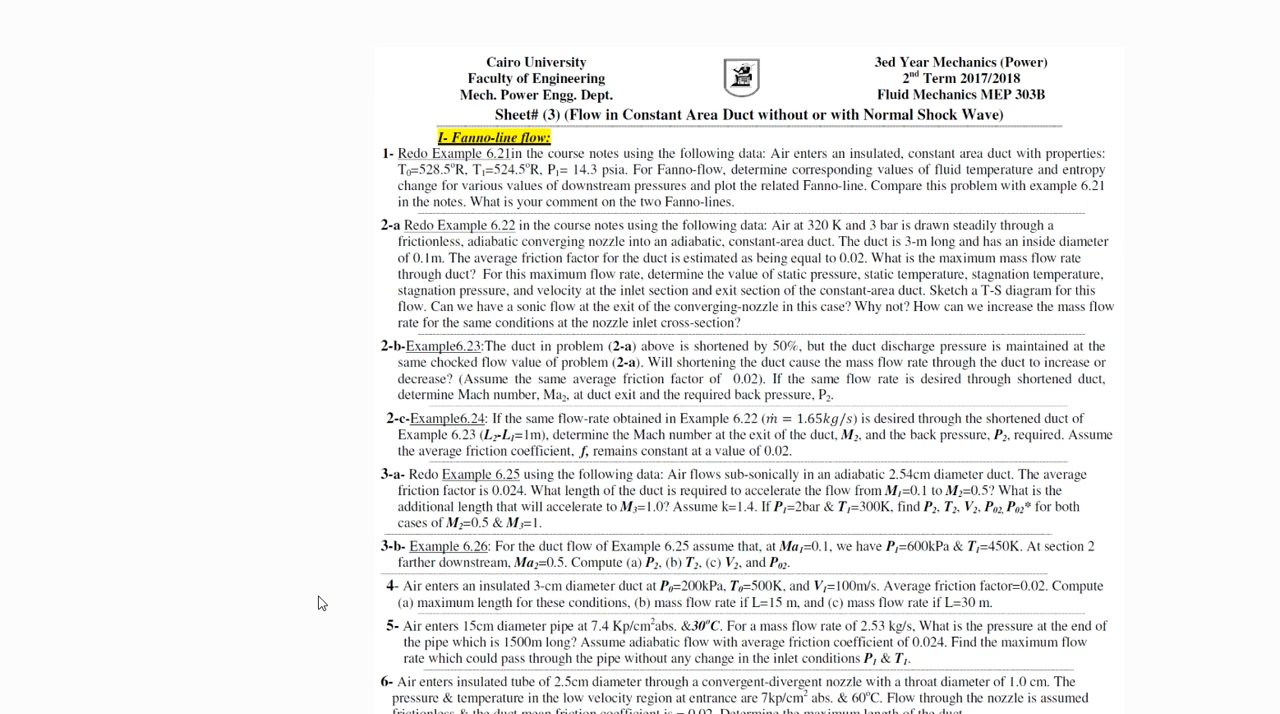 Cairo University
Faculty of Engineering
Mech. Power Engg. Dept.
3ed Year Mechanics (Power)
2nd Term 2017/2018
Fluid Mechanics MEP 303B
Sheet# (3) (Flow in Constant Area Duct without or with Normal Shock Wave)
I- Fanno-line flow:
1- Redo Example 6.21in the course notes using the following data: Air enters an insulated, constant area duct with properties:
T₀=528.5°R, T₁=524.5°R, P₁= 14.3 psia. For Fanno-flow, determine corresponding values of fluid temperature and entropy
change for various values of downstream pressures and plot the related Fanno-line. Compare this problem with example 6.21
in the notes. What is your comment on the two Fanno-lines.
2-a Redo Example 6.22 in the course notes using the following data: Air at 320 K and 3 bar is drawn steadily through a
frictionless, adiabatic converging nozzle into an adiabatic, constant-area duct. The duct is 3-m long and has an inside diameter
of 0.1m. The average friction factor for the duct is estimated as being equal to 0.02. What is the maximum mass flow rate
through duct? For this maximum flow rate, determine the value of static pressure, static temperature, stagnation temperature,
stagnation pressure, and velocity at the inlet section and exit section of the constant-area duct. Sketch a T-S diagram for this
flow. Can we have a sonic flow at the exit of the converging-nozzle in this case? Why not? How can we increase the mass flow
rate for the same conditions at the nozzle inlet cross-section?
2-b-Example6.23:The duct in problem (2-a) above is shortened by 50%, but the duct discharge pressure is maintained at the
same chocked flow value of problem (2-a). Will shortening the duct cause the mass flow rate through the duct to increase or
decrease? (Assume the same average friction factor of 0.02). If the same flow rate is desired through shortened duct,
determine Mach number, Ma₂, at duct exit and the required back pressure, P₂.
2-c-Example6.24: If the same flow-rate obtained in Example 6.22 (ṁ = 1.65kg/s) is desired through the shortened duct of
Example 6.23 (L₂-L₁=1m), determine the Mach number at the exit of the duct, M₂, and the back pressure, P₂, required. Assume
the average friction coefficient, f, remains constant at a value of 0.02.
3-a- Redo Example 6.25 using the following data: Air flows sub-sonically in an adiabatic 2.54cm diameter duct. The average
friction factor is 0.024. What length of the duct is required to accelerate the flow from M₁=0.1 to M₂=0.5? What is the
additional length that will accelerate to M₃=1.0? Assume k=1.4. If P₁=2bar & T₁=300K, find P₂, T₂, V₂, P₀₂, P₀₂* for both
cases of M₂=0.5 & M₃=1.
3-b- Example 6.26: For the duct flow of Example 6.25 assume that, at Ma₁=0.1, we have P₁=600kPa & T₁=450K. At section 2
farther downstream, Ma₂=0.5. Compute (a) P₂, (b) T₂, (c) V₂, and P₀₂.
4- Air enters an insulated 3-cm diameter duct at P₀=200kPa, T₀=500K, and V₁=100m/s. Average friction factor=0.02. Compute
(a) maximum length for these conditions, (b) mass flow rate if L=15 m, and (c) mass flow rate if L=30 m.
5- Air enters 15cm diameter pipe at 7.4 Kp/cm²abs. &30°C. For a mass flow rate of 2.53 kg/s, What is the pressure at the end of
the pipe which is 1500m long? Assume adiabatic flow with average friction coefficient of 0.024. Find the maximum flow
rate which could pass through the pipe without any change in the inlet conditions P₁ & T₁.
6- Air enters insulated tube of 2.5cm diameter through a convergent-divergent nozzle with a throat diameter of 1.0 cm. The
pressure & temperature in the low velocity region at entrance are 7kp/cm² abs. & 60°C. Flow through the nozzle is assumed